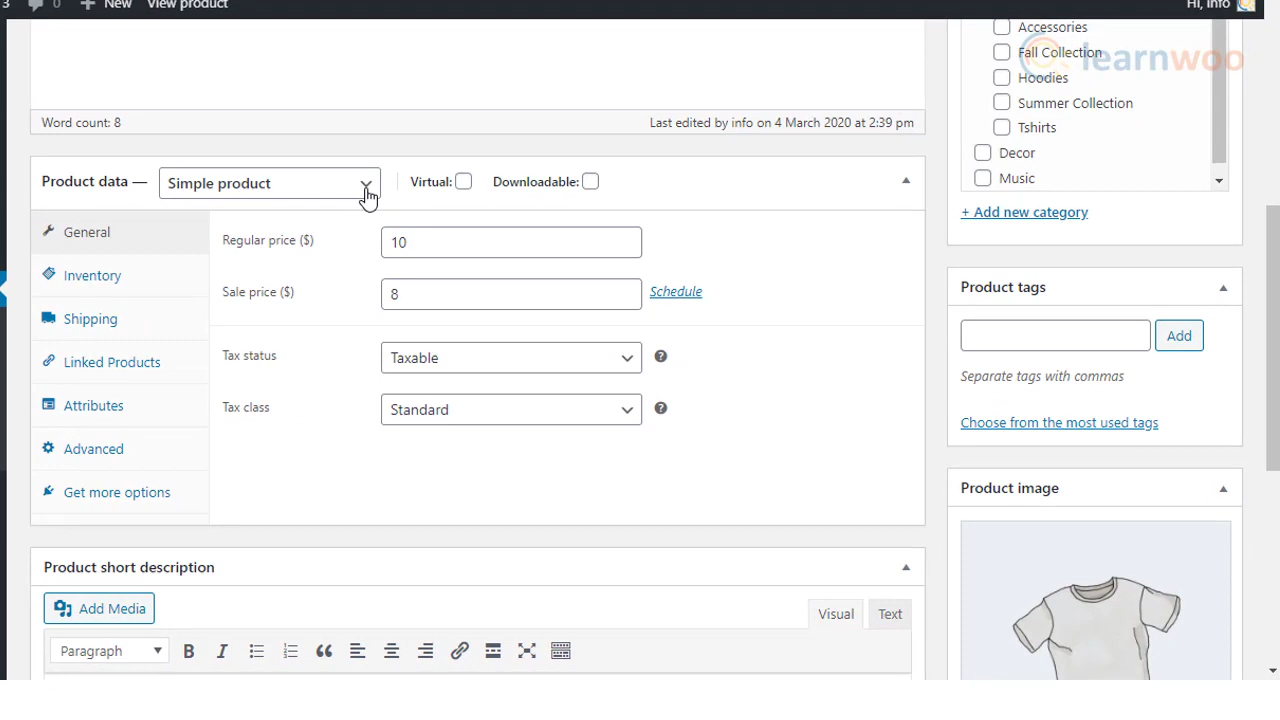 3 0 New View product Hi, info
learnwoo
Accessories
Fall Collection
Hoodies
Summer Collection
Tshirts
Decor
Music
+ Add new category
Word count: 8 Last edited by info on 4 March 2020 at 2:39 pm
Product data — Simple product Virtual: Downloadable:
General
Inventory
Shipping
Linked Products
Attributes
Advanced
Get more options
Regular price ($) 10
Sale price ($) 8 Schedule
Tax status Taxable ?
Tax class Standard ?
Product tags
Add
Separate tags with commas
Choose from the most used tags
Product image
Product short description
Add Media
Visual Text
Paragraph B I